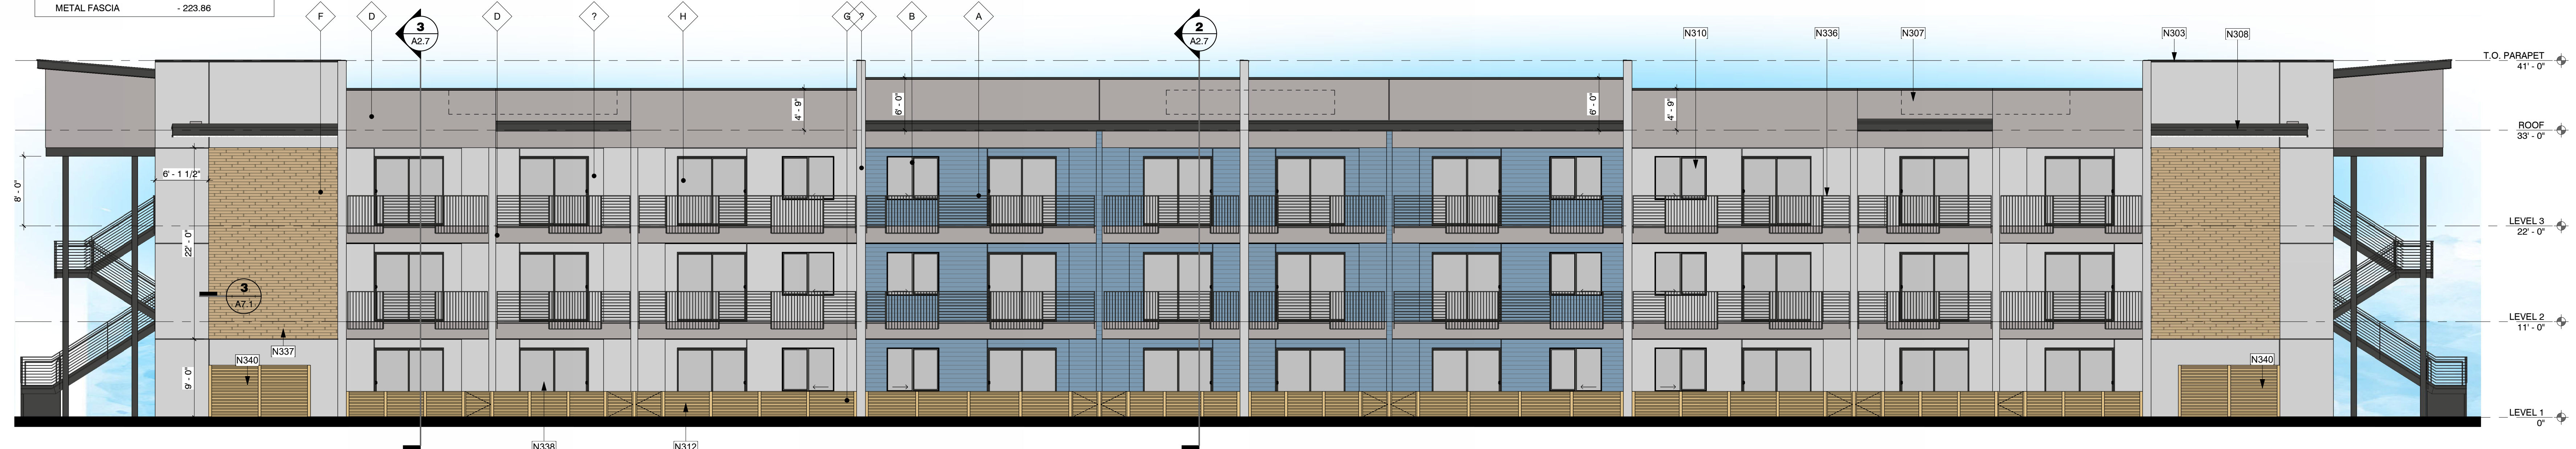 METAL FASCIA - 223.86
F
D
3
A2.7
D
?
H
G
?
B
A
2
A2.7
N310
N336
N307
N303
N308
T.O. PARAPET
41' - 0"
4' - 9"
6' - 0"
6' - 0"
4' - 9"
ROOF
33' - 0"
8' - 0"
6' - 1 1/2"
22' - 0"
LEVEL 3
22' - 0"
3
A7.1
LEVEL 2
11' - 0"
N337
N340
N340
9' - 0"
LEVEL 1
0"
N338
N312